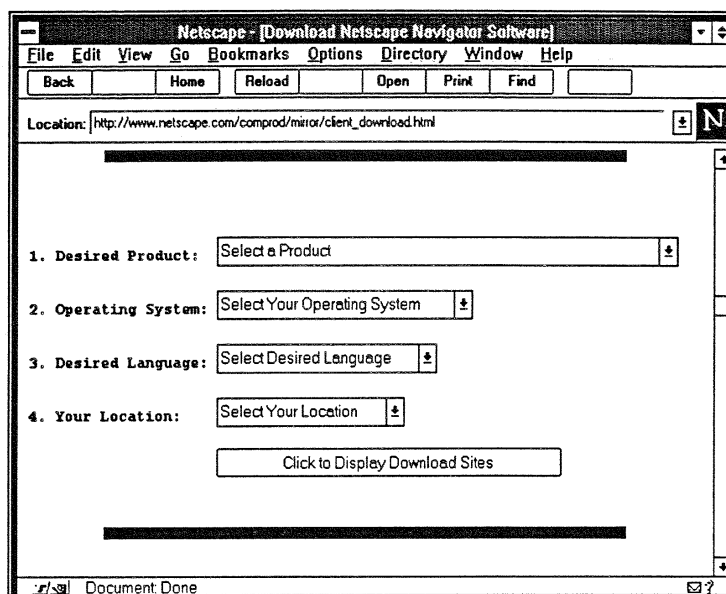 Netscape - [Download Netscape Navigator Software]
File Edit View Go Bookmarks Options Directory Window Help
Back Home Reload Open Print Find
Location: http://www.netscape.com/comprod/mirror/client_download.html N
1. Desired Product: Select a Product
2. Operating System: Select Your Operating System
3. Desired Language: Select Desired Language
4. Your Location: Select Your Location
Click to Display Download Sites
Document: Done ?